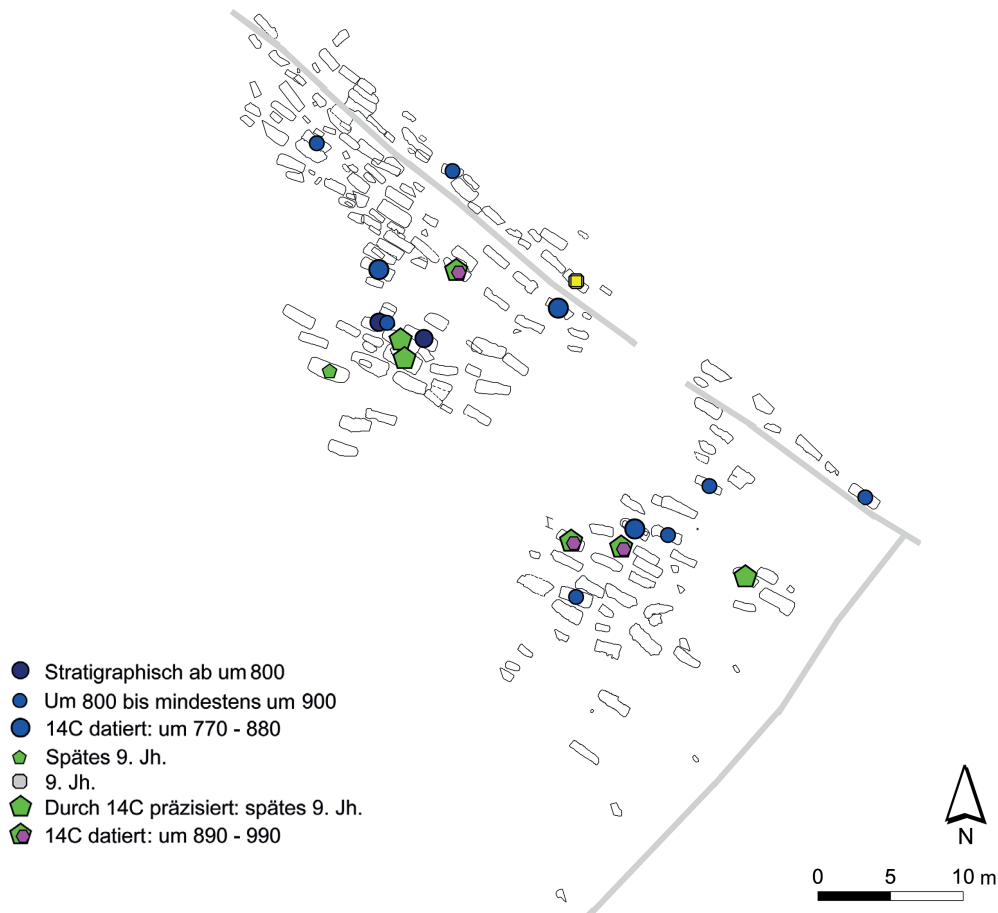 Stratigraphisch ab um 800
Um 800 bis mindestens um 900
14C datiert: um 770 - 880
Spätes 9. Jh.
9. Jh.
Durch 14C präzisiert: spätes 9. Jh.
14C datiert: um 890 - 990
N
0 5 10 m